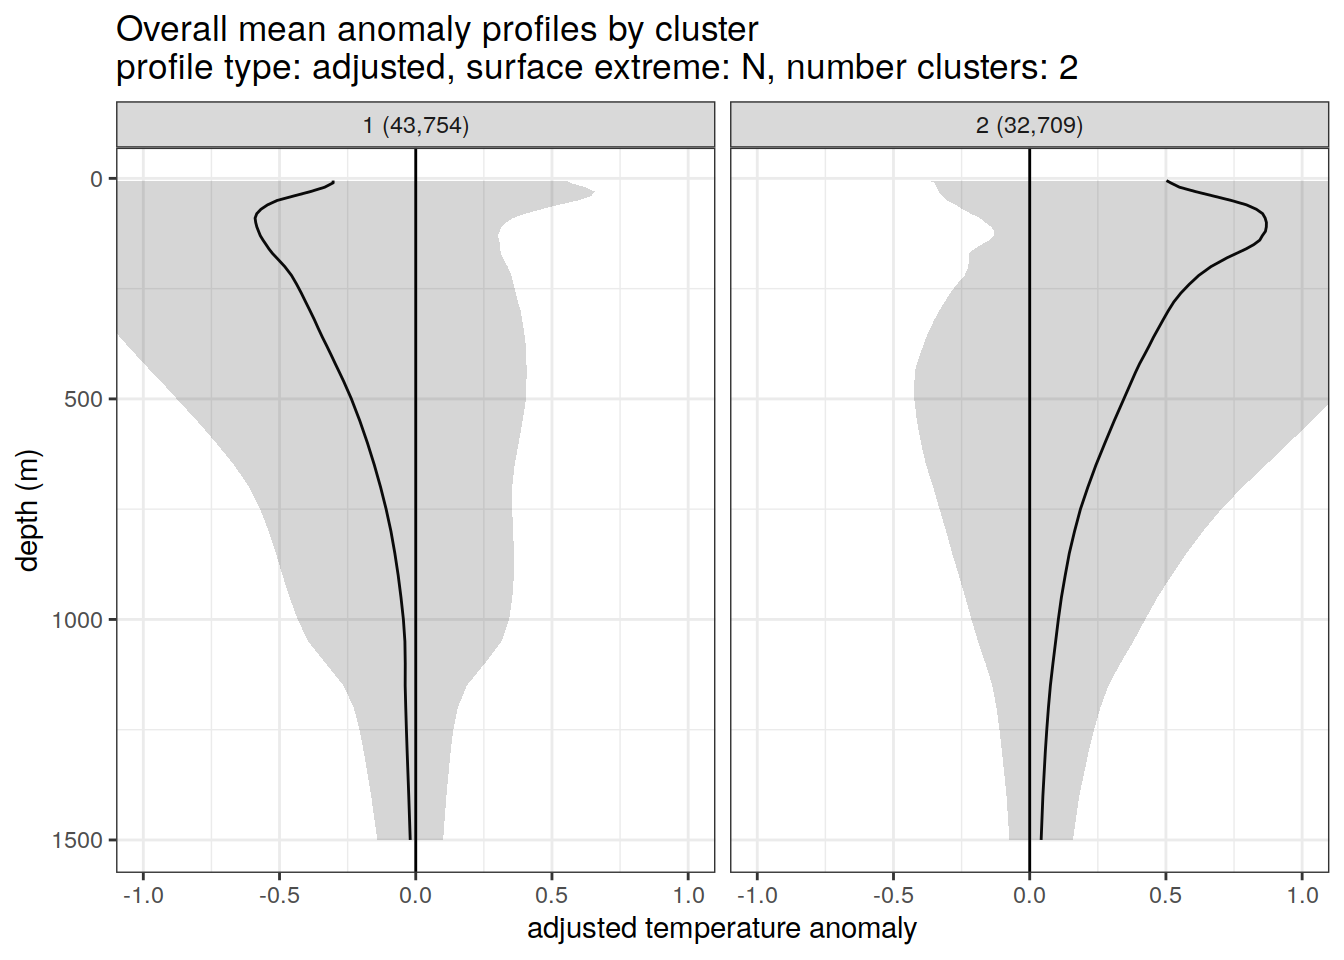 Overall mean anomaly profiles by cluster
profile type: adjusted, surface extreme: N, number clusters: 2
1 (43,754)
2 (32,709)
0
500
1000
1500
depth (m)
-1.0 -0.5 0.0 0.5 1.0
-1.0 -0.5 0.0 0.5 1.0
adjusted temperature anomaly